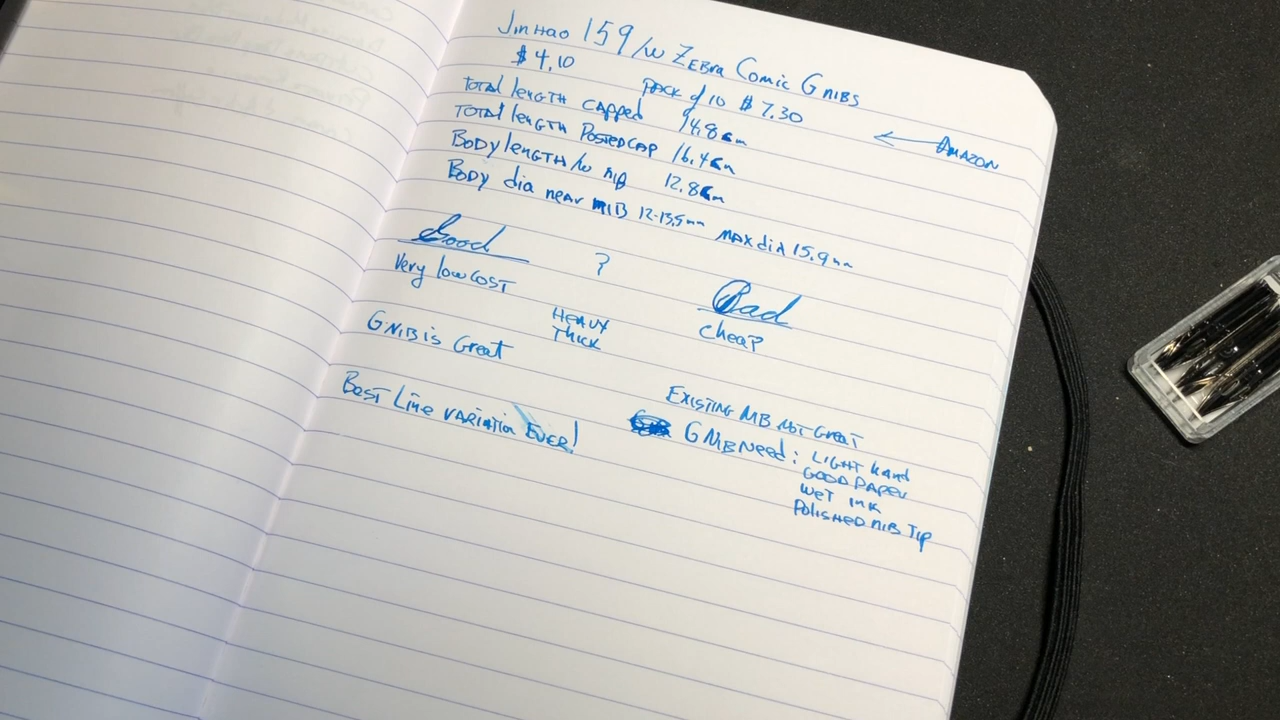 JinHao 159 /w Zebra Comic G NIBS
$4.10 PACK of 10 $7.30
TOTAL length CAPPed 14.8cm
TOTAL length POSTED CAP 16.4cm
← AMAZON
Body length /w nib 12.8cm
Body dia near NIB 12-13.5mm MAX dia 15.9mm
Good ? Bad
Very low COST HEAVY THICK cheap
G NIB is Great
EXISTING NIB NOT Great
Best Line VARIATION EVER!
G NIB Need: LIGHT hand
GOOD PAPER
WET INK
POLISHED NIB TIP